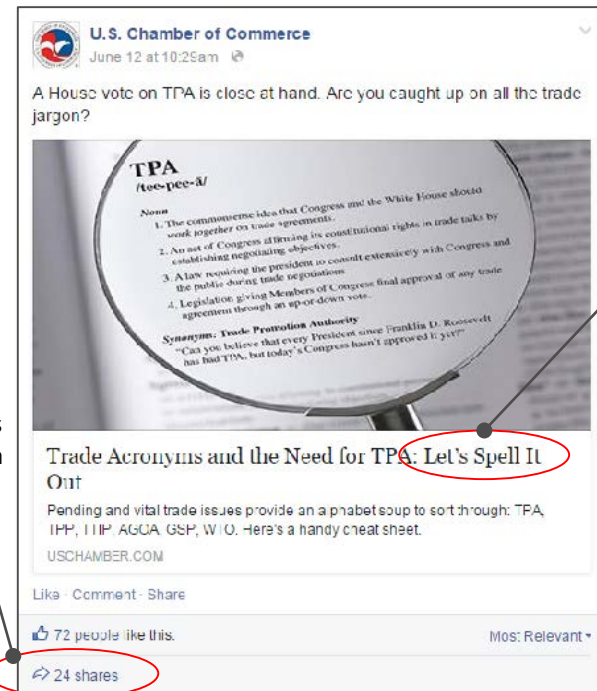 U.S. Chamber of Commerce
June 12 at 10:29am
A House vote on TPA is close at hand. Are you caught up on all the trade
jargon?
TPA
/tee-pee-ā/
Noun
1. The commonsense idea that Congress and the White House should
work together on trade agreements.
2. An act of Congress affirming its constitutional rights in trade talks by
establishing negotiating objectives.
3. A law requiring the president to consult extensively with Congress and
the public during trade negotiations.
4. Legislation giving Members of Congress final approval of any trade
agreement through an up-or-down vote.
Synonyms: Trade Promotion Authority
"Can you believe that every President since Franklin D. Roosevelt
has had TPA, but today's Congress hasn't approved it yet?"
Trade Acronyms and the Need for TPA: Let's Spell It
Out
Pending and vital trade issues provide an alphabet soup to sort through: TPA,
TPP, TTIP, AGOA, GSP, WTO. Here's a handy cheat sheet.
USCHAMBER.COM
Like · Comment · Share
72 people like this.
Most Relevant
24 shares